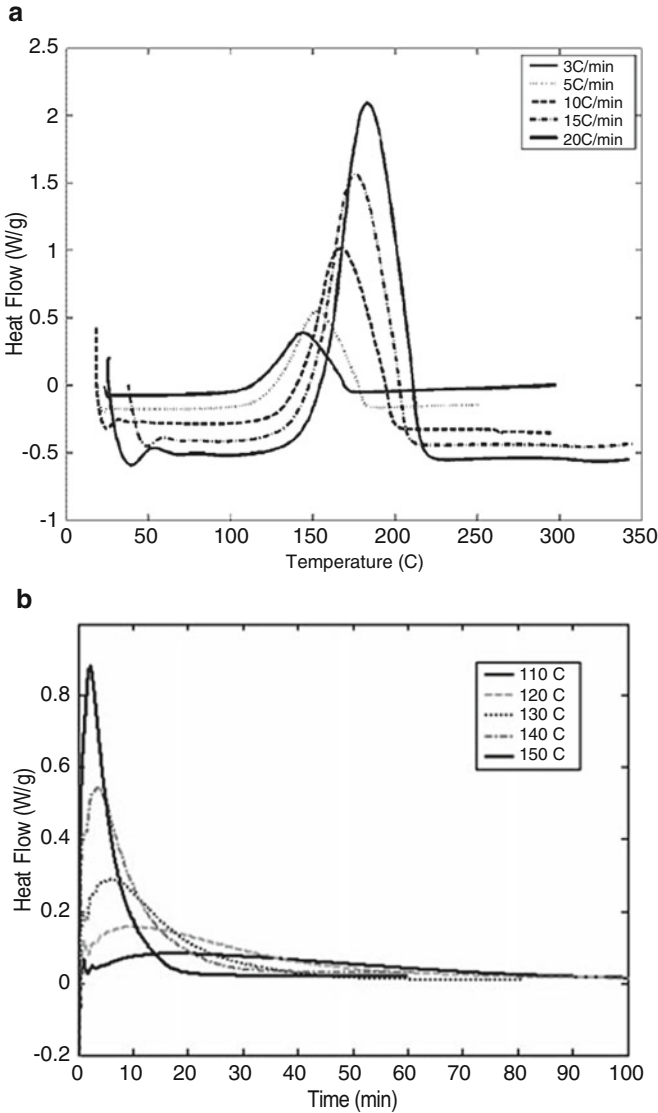 a
2.5
2
1.5
1
0.5
0
-0.5
-1
Heat Flow (W/g)
3C/min
5C/min
10C/min
15C/min
20C/min
0 50 100 150 200 250 300 350
Temperature (C)
b
0.8
0.6
0.4
0.2
0
-0.2
Heat Flow (W/g)
110 C
120 C
130 C
140 C
150 C
0 10 20 30 40 50 60 70 80 90 100
Time (min)